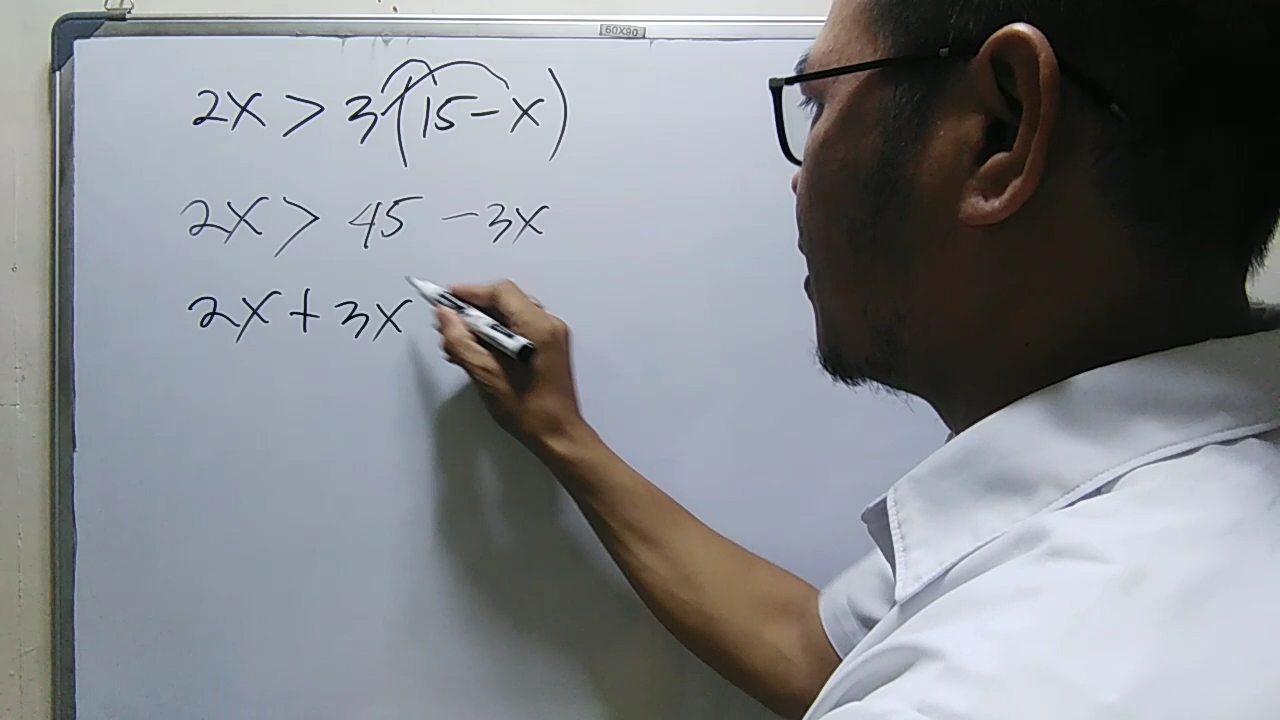 60X90
2x > 3(15 - x)
2x > 45 - 3x
2x + 3x